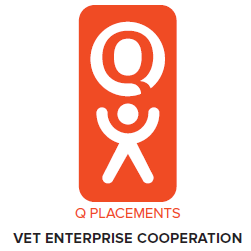 Q
Q PLACEMENTS
VET ENTERPRISE COOPERATION